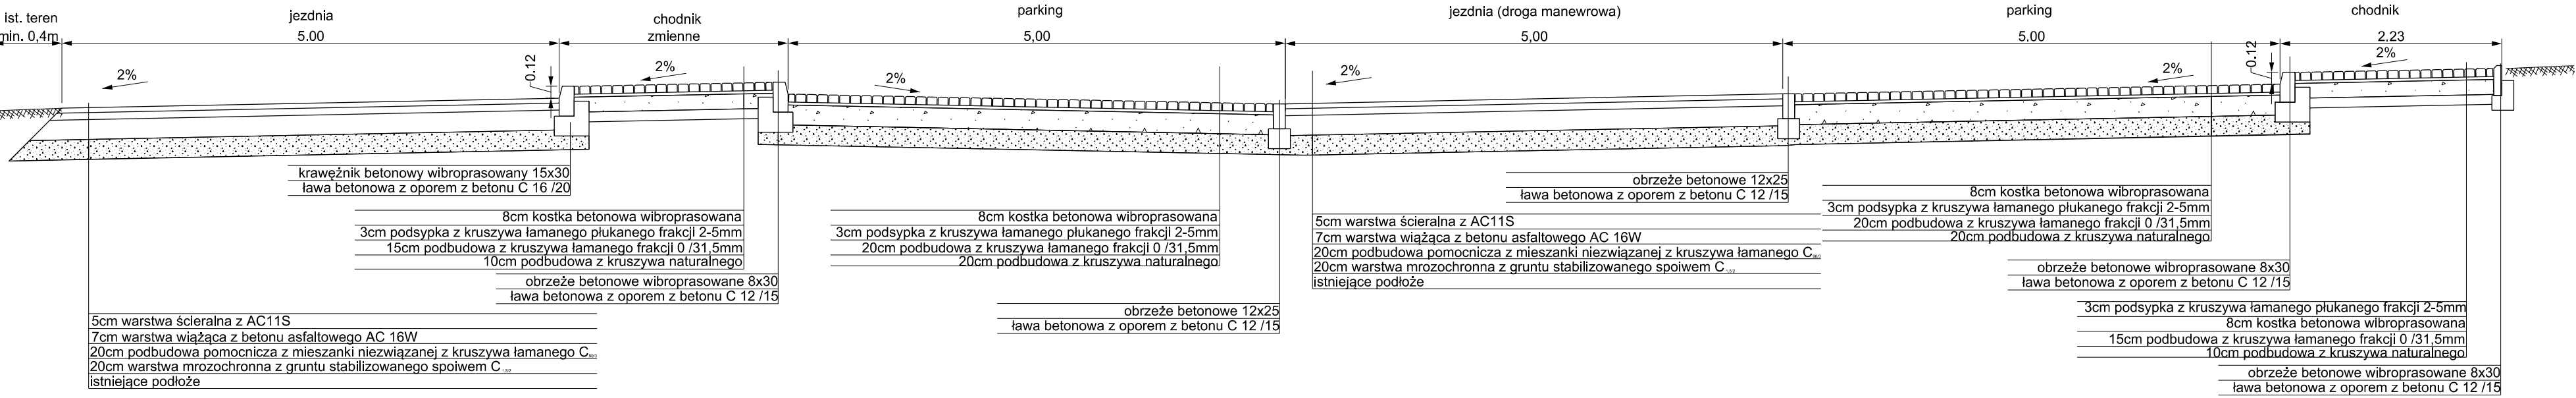 ist. teren
jezdnia
chodnik
parking
jezdnia (droga manewrowa)
parking
chodnik
min. 0,4m
5.00
zmienne
5,00
5,00
5.00
2.23
2%
0.12
2%
2%
2%
2%
0.12
2%
krawężnik betonowy wibroprasowany 15x30
ława betonowa z oporem z betonu C 16 /20
8cm kostka betonowa wibroprasowana
3cm podsypka z kruszywa łamanego płukanego frakcji 2-5mm
15cm podbudowa z kruszywa łamanego frakcji 0 /31,5mm
10cm podbudowa z kruszywa naturalnego
obrzeże betonowe wibroprasowane 8x30
ława betonowa z oporem z betonu C 12 /15
5cm warstwa ścieralna z AC11S
7cm warstwa wiążąca z betonu asfaltowego AC 16W
20cm podbudowa pomocnicza z mieszanki niezwiązanej z kruszywa łamanego C
20cm warstwa mrozochronna z gruntu stabilizowanego spoiwem C
istniejące podłoże
8cm kostka betonowa wibroprasowana
3cm podsypka z kruszywa łamanego płukanego frakcji 2-5mm
20cm podbudowa z kruszywa łamanego frakcji 0 /31,5mm
20cm podbudowa z kruszywa naturalnego
obrzeże betonowe 12x25
ława betonowa z oporem z betonu C 12 /15
obrzeże betonowe 12x25
ława betonowa z oporem z betonu C 12 /15
5cm warstwa ścieralna z AC11S
7cm warstwa wiążąca z betonu asfaltowego AC 16W
20cm podbudowa pomocnicza z mieszanki niezwiązanej z kruszywa łamanego C
20cm warstwa mrozochronna z gruntu stabilizowanego spoiwem C
istniejące podłoże
8cm kostka betonowa wibroprasowana
3cm podsypka z kruszywa łamanego płukanego frakcji 2-5mm
20cm podbudowa z kruszywa łamanego frakcji 0 /31,5mm
20cm podbudowa z kruszywa naturalnego
obrzeże betonowe wibroprasowane 8x30
ława betonowa z oporem z betonu C 12 /15
3cm podsypka z kruszywa łamanego płukanego frakcji 2-5mm
8cm kostka betonowa wibroprasowana
15cm podbudowa z kruszywa łamanego frakcji 0 /31,5mm
10cm podbudowa z kruszywa naturalnego
obrzeże betonowe wibroprasowane 8x30
ława betonowa z oporem z betonu C 12 /15